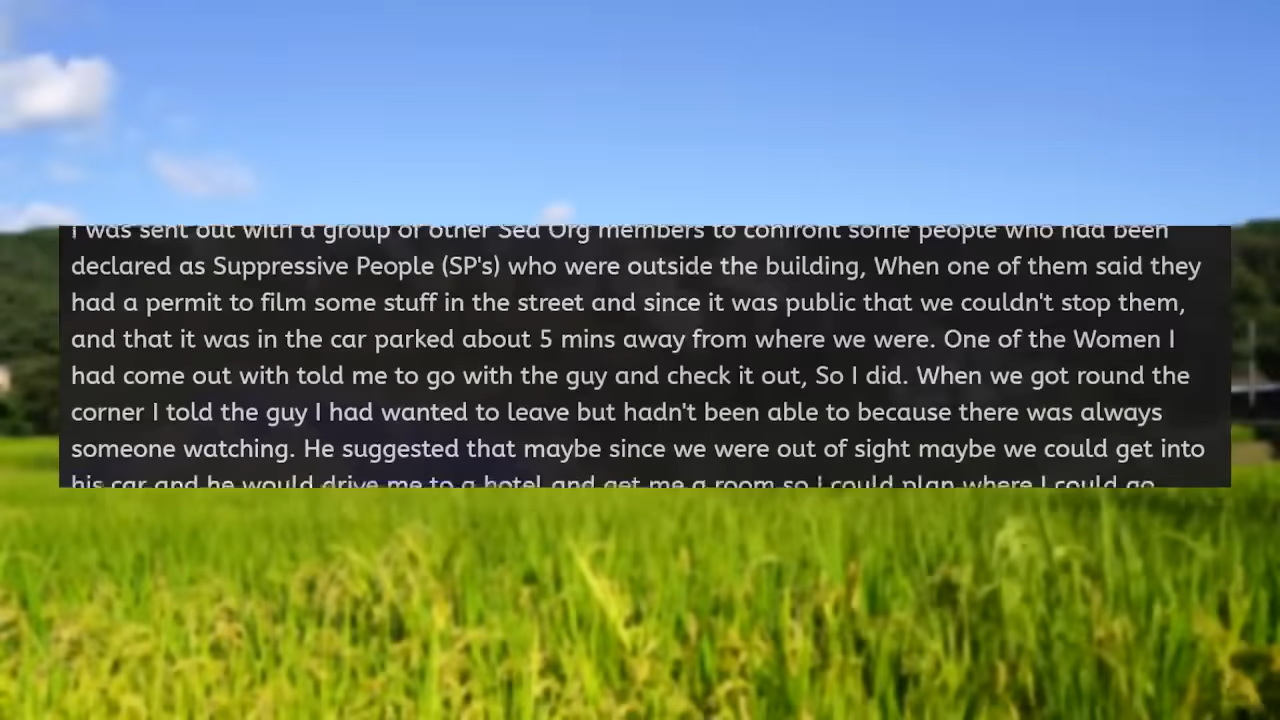 I was sent out with a group of other Sea Org members to confront some people who had been
declared as Suppressive People (SP's) who were outside the building, When one of them said they
had a permit to film some stuff in the street and since it was public that we couldn't stop them,
and that it was in the car parked about 5 mins away from where we were. One of the Women I
had come out with told me to go with the guy and check it out, So I did. When we got round the
corner I told the guy I had wanted to leave but hadn't been able to because there was always
someone watching. He suggested that maybe since we were out of sight maybe we could get into
his car and he would drive me to a hotel and get me a room so I could plan where I could go